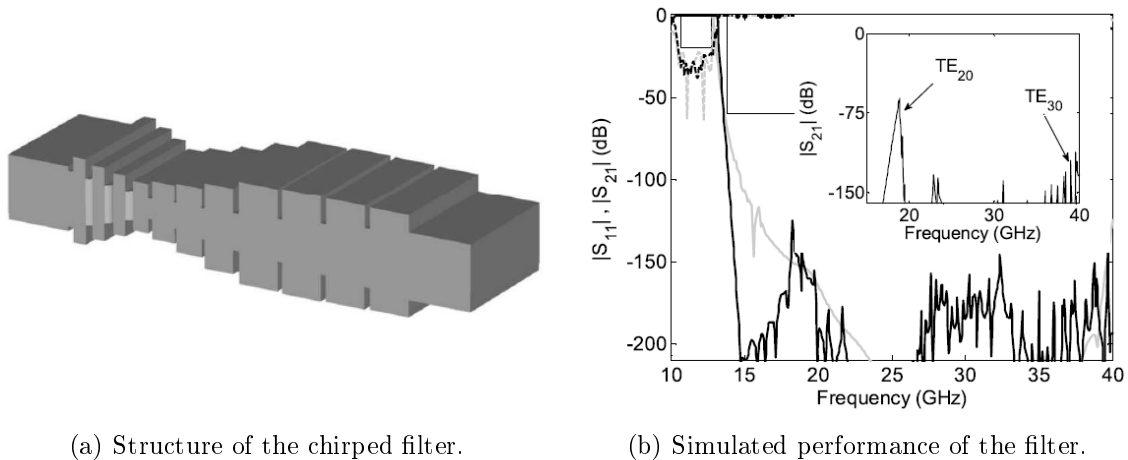 0
-50
-100
-150
-200
|S11| , |S21| (dB)
10
15
20
25
30
35
40
Frequency (GHz)
0
-75
-150
|S21| (dB)
TE20
TE30
20
30
40
Frequency (GHz)
(a) Structure of the chirped filter.
(b) Simulated performance of the filter.